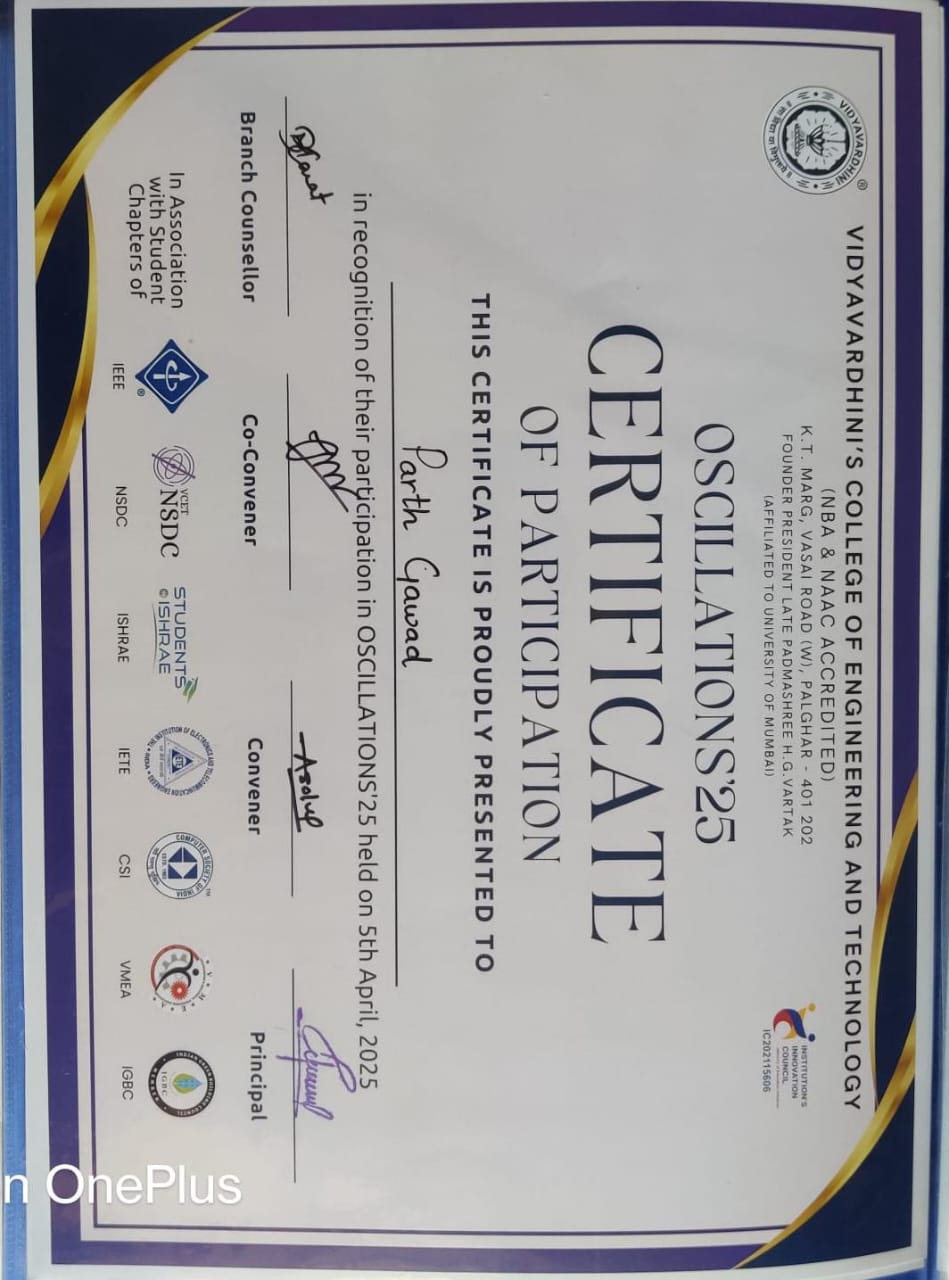 VIDYAVARDHINI ®
VIDYAVARDHINI'S COLLEGE OF ENGINEERING AND TECHNOLOGY
(NBA & NAAC ACCREDITED)
K.T. MARG, VASAI ROAD (W), PALGHAR - 401 202
FOUNDER PRESIDENT LATE PADMASHREE H.G.VARTAK
(AFFILIATED TO UNIVERSITY OF MUMBAI)
INSTITUTION'S
INNOVATION
COUNCIL
IC202115606
OSCILLATIONS'25
CERTIFICATE
OF PARTICIPATION
THIS CERTIFICATE IS PROUDLY PRESENTED TO
Parth Gawad
in recognition of their participation in OSCILLATIONS'25 held on 5th April, 2025
Branch Counsellor Co-Convener Convener Principal
In Association
with Student
Chapters of
VCET
NSDC
STUDENTS
© ISHRAE
COMPUTER SOCIETY OF INDIA
IGBC
IEEE NSDC ISHRAE IETE CSI VMEA IGBC
n OnePlus